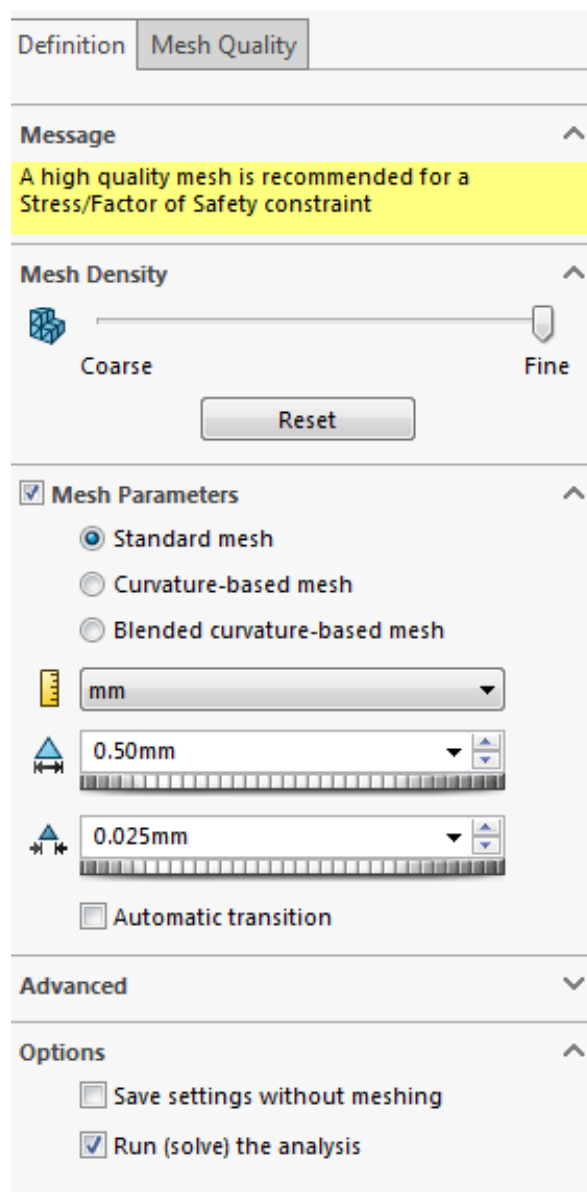 Definition Mesh Quality
Message
A high quality mesh is recommended for a
Stress/Factor of Safety constraint
Mesh Density
Coarse Fine
Reset
Mesh Parameters
Standard mesh
Curvature-based mesh
Blended curvature-based mesh
mm
0.50mm
0.025mm
Automatic transition
Advanced
Options
Save settings without meshing
Run (solve) the analysis